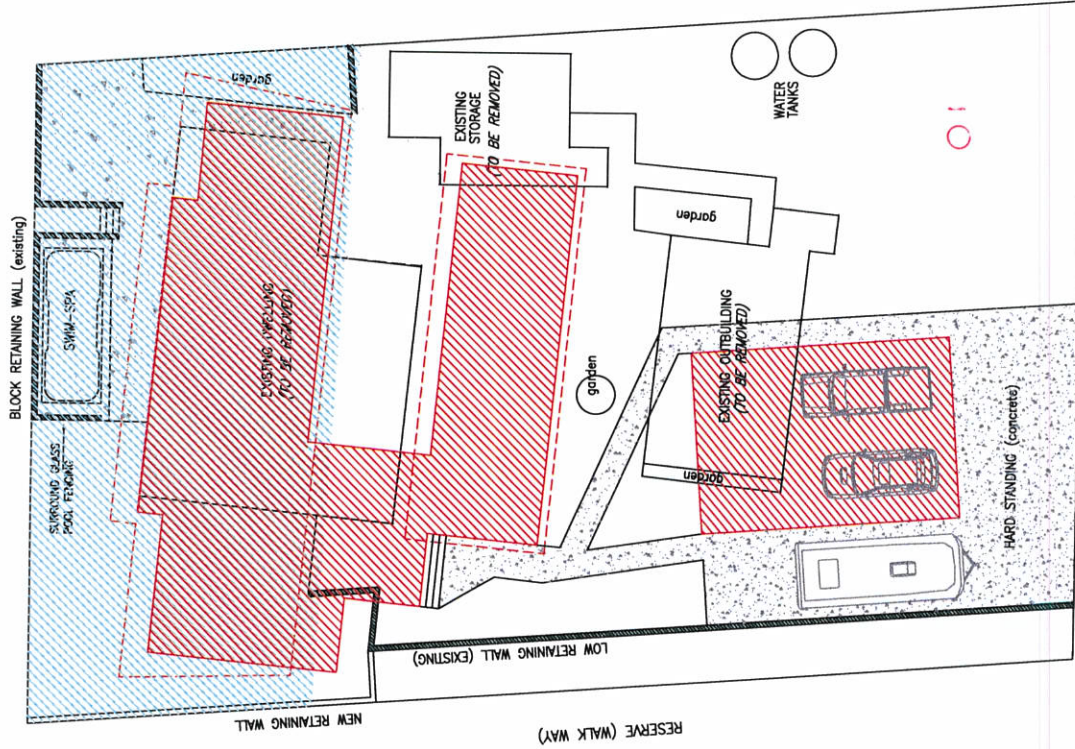 BLOCK RETAINING WALL (existing)
SWIM-SPA
SURROUND GLASS
POOL FENCING
garden
EXISTING DWELLING
(TO BE REMOVED)
EXISTING
STORAGE
(TO BE REMOVED)
WATER
TANKS
garden
garden
EXISTING OUTBUILDING
(TO BE REMOVED)
garden
HARD STANDING (concrete)
LOW RETAINING WALL (EXISTING)
NEW RETAINING WALL
RESERVE (WALK WAY)